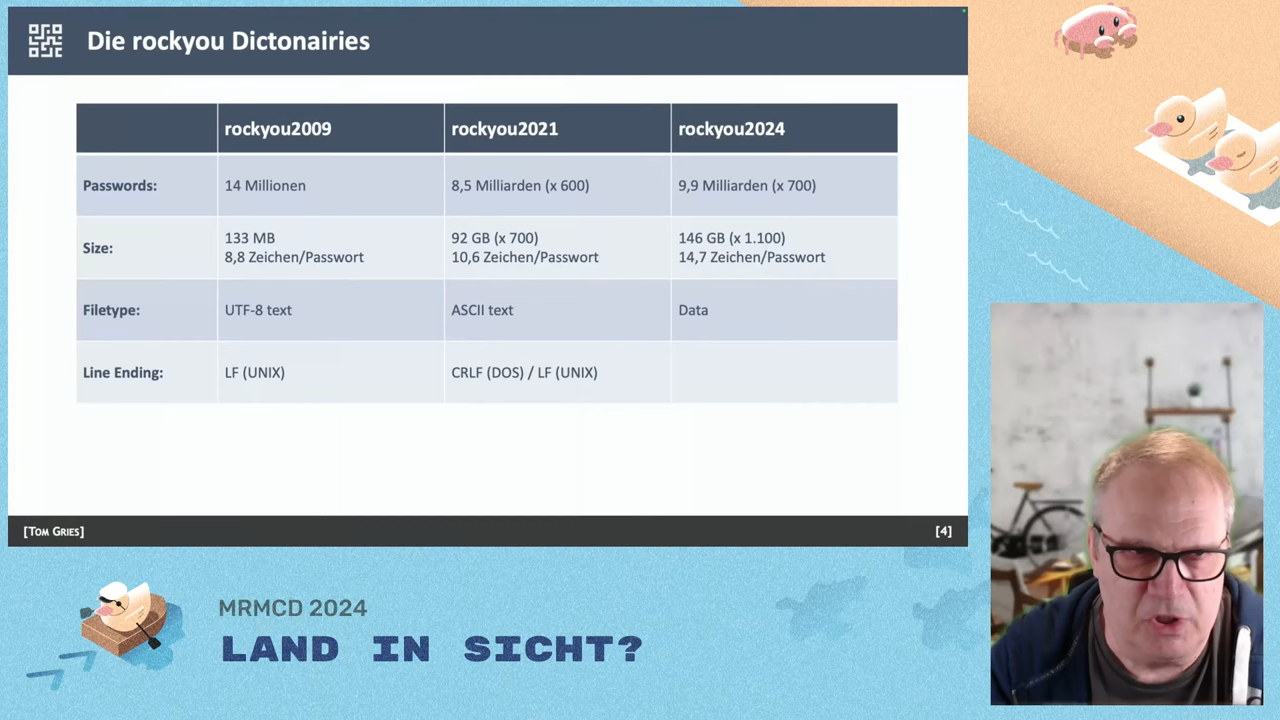 Die rockyou Dictonairies
rockyou2009 rockyou2021 rockyou2024
Passwords: 14 Millionen 8,5 Milliarden (x 600) 9,9 Milliarden (x 700)
Size: 133 MB 92 GB (x 700) 146 GB (x 1.100)
8,8 Zeichen/Passwort 10,6 Zeichen/Passwort 14,7 Zeichen/Passwort
Filetype: UTF-8 text ASCII text Data
Line Ending: LF (UNIX) CRLF (DOS) / LF (UNIX)
[TOM GRIES] [4]
MRMCD 2024
LAND IN SICHT?